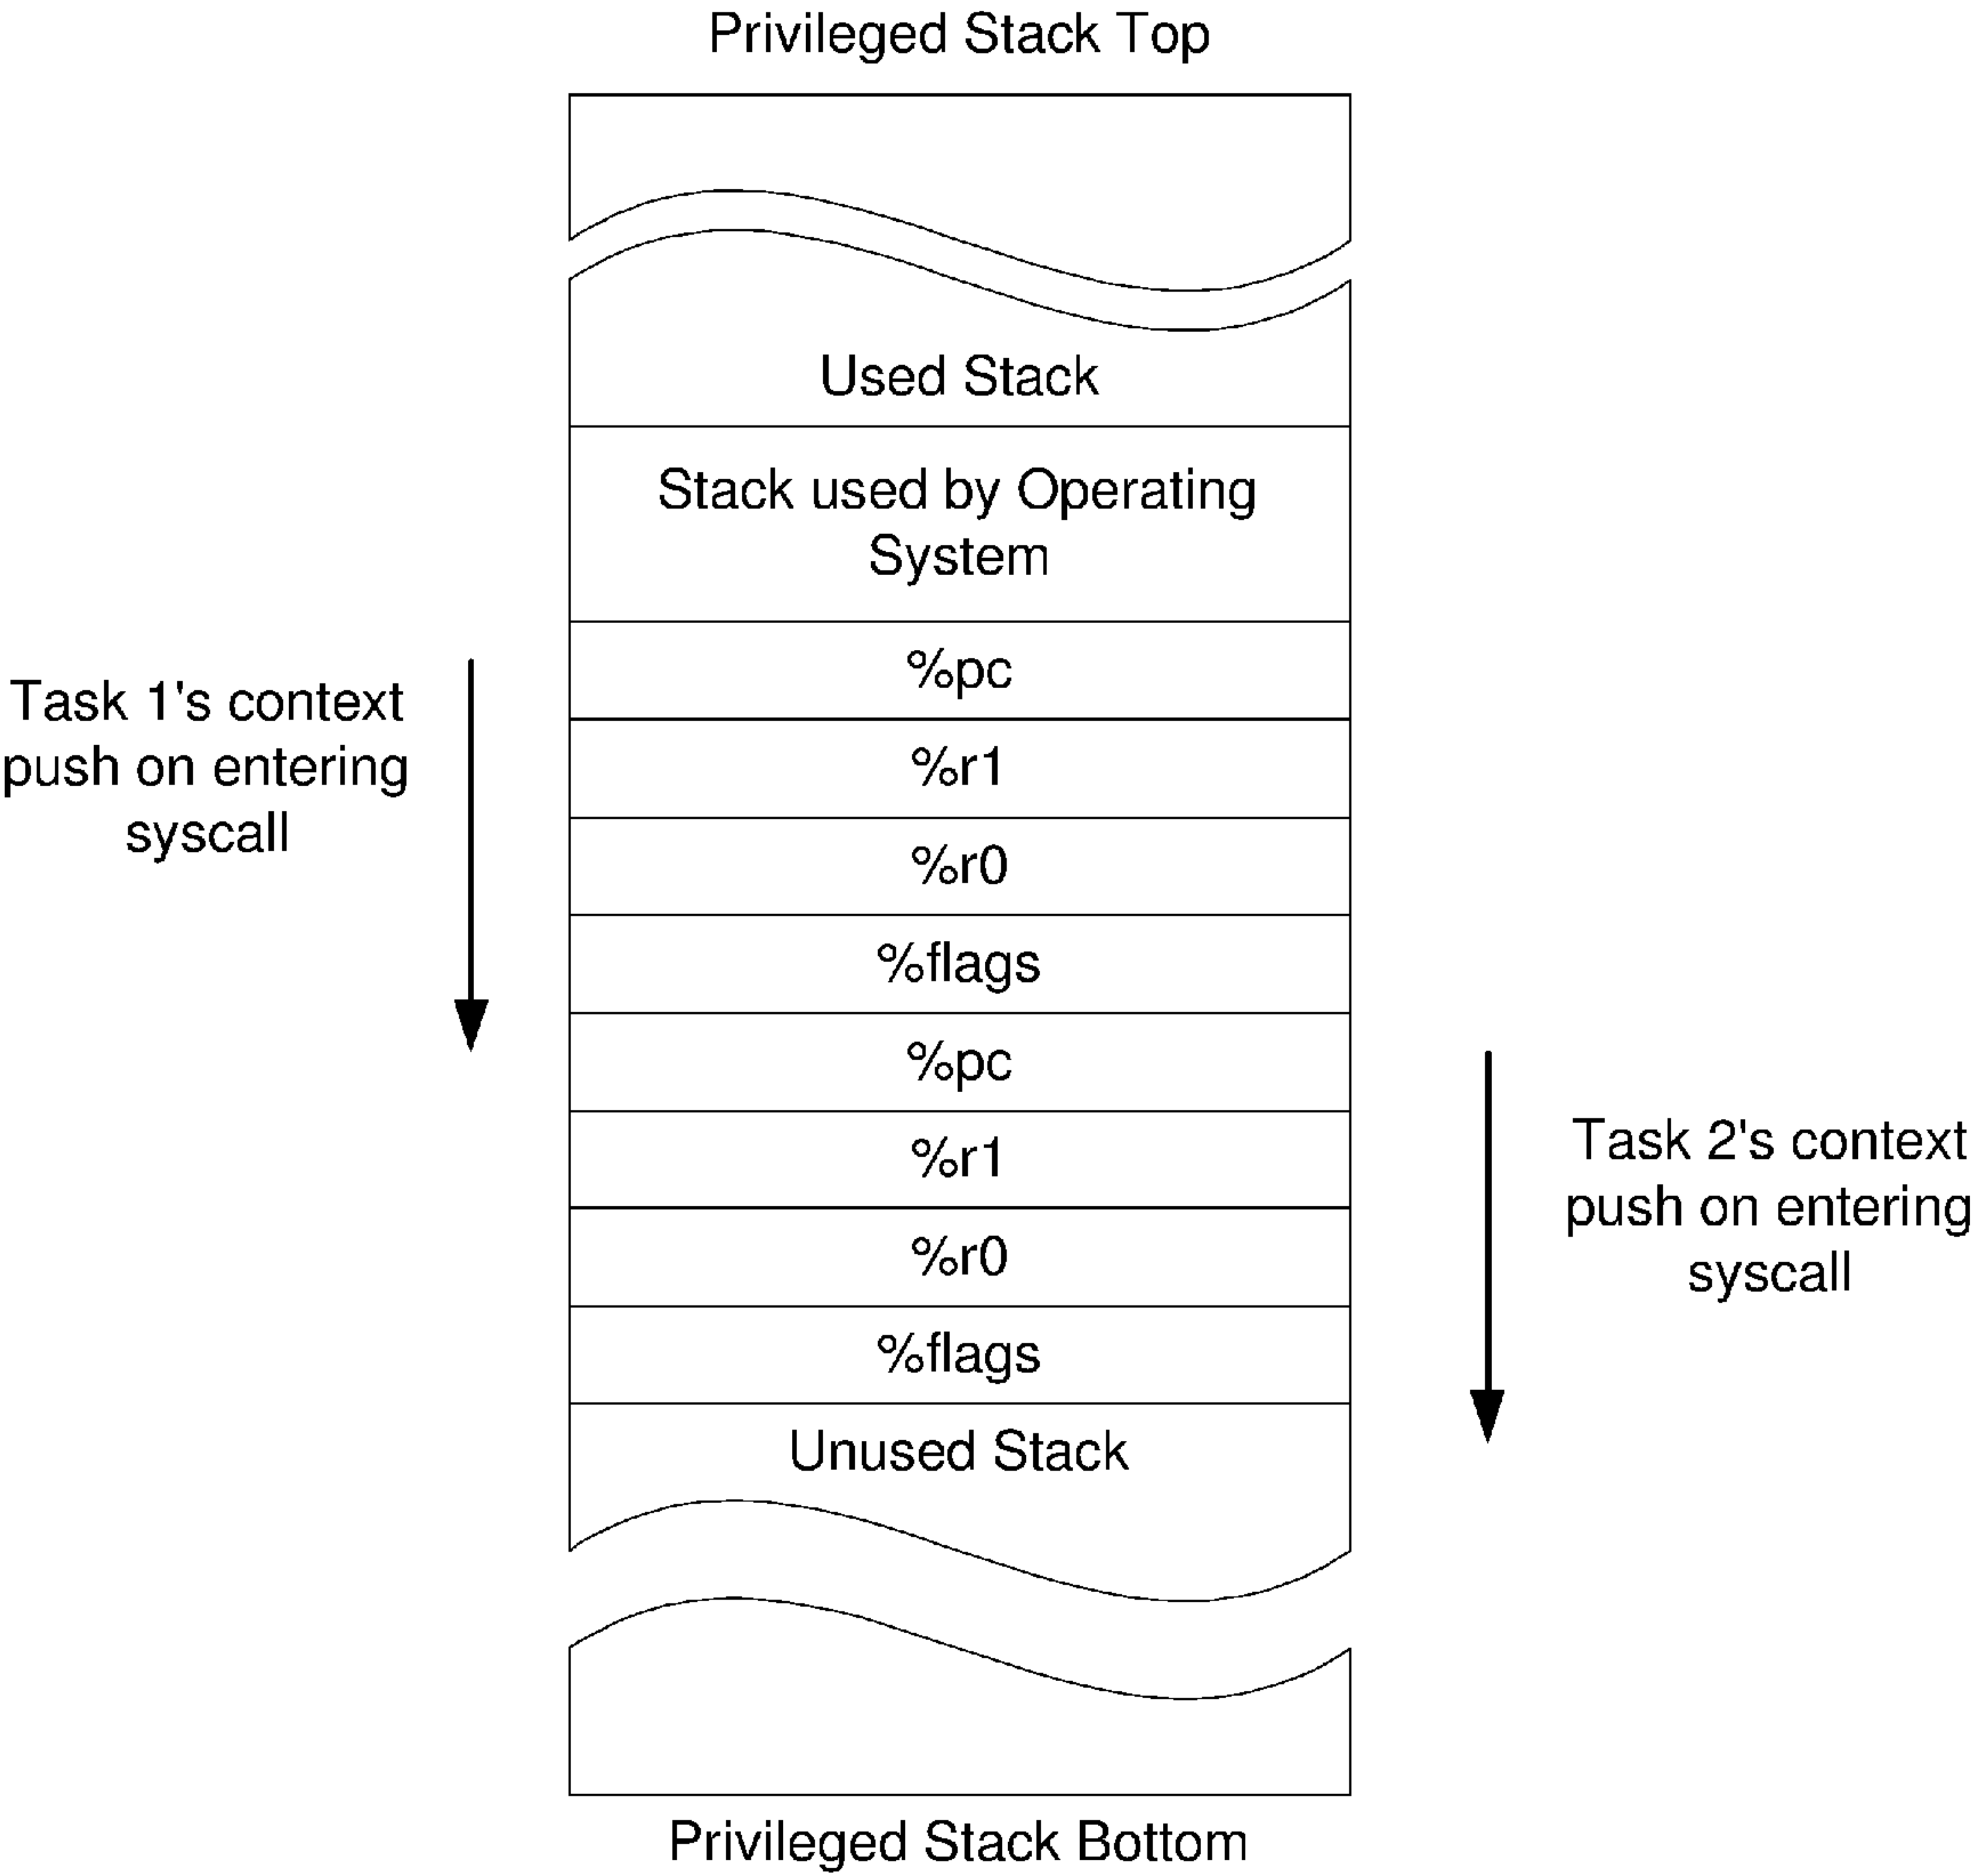 Privileged Stack Top
Used Stack
Stack used by Operating
System
%pc
Task 1's context
push on entering
syscall
%r1
%r0
%flags
%pc
%r1
Task 2's context
push on entering
syscall
%r0
%flags
Unused Stack
Privileged Stack Bottom